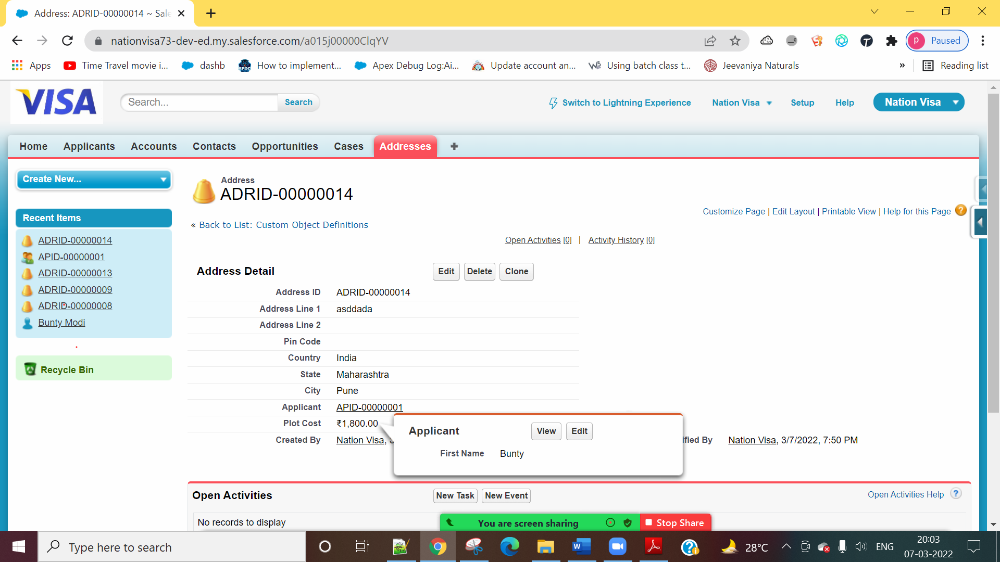 Address: ADRID-00000014 ~ Sale
nationvisa73-dev-ed.my.salesforce.com/a015j00000ClqYV
P Paused
Apps
Time Travel movie i...
dashb
How to implement...
Apex Debug Log:Ai...
Update account an...
Using batch class t...
Jeevaniya Naturals
»
Reading list
VISA
Search...
Search
Switch to Lightning Experience
Nation Visa
Setup
Help
Nation Visa
Home
Applicants
Accounts
Contacts
Opportunities
Cases
Addresses
Create New...
Address
ADRID-00000014
Customize Page | Edit Layout | Printable View | Help for this Page
« Back to List: Custom Object Definitions
Recent Items
ADRID-00000014
APID-00000001
ADRID-00000013
ADRID-00000009
ADRID-00000008
Bunty Modi
Recycle Bin
Open Activities [0] | Activity History [0]
Address Detail
Edit
Delete
Clone
Address ID ADRID-00000014
Address Line 1 asddada
Address Line 2
Pin Code
Country India
State Maharashtra
City Pune
Applicant APID-00000001
Plot Cost ₹1,800.00
Created By Nation Visa,
ified By Nation Visa, 3/7/2022, 7:50 PM
Applicant
View
Edit
First Name Bunty
Open Activities
New Task
New Event
Open Activities Help
No records to display
You are screen sharing
Stop Share
Type here to search
28°C
ENG
20:03
07-03-2022